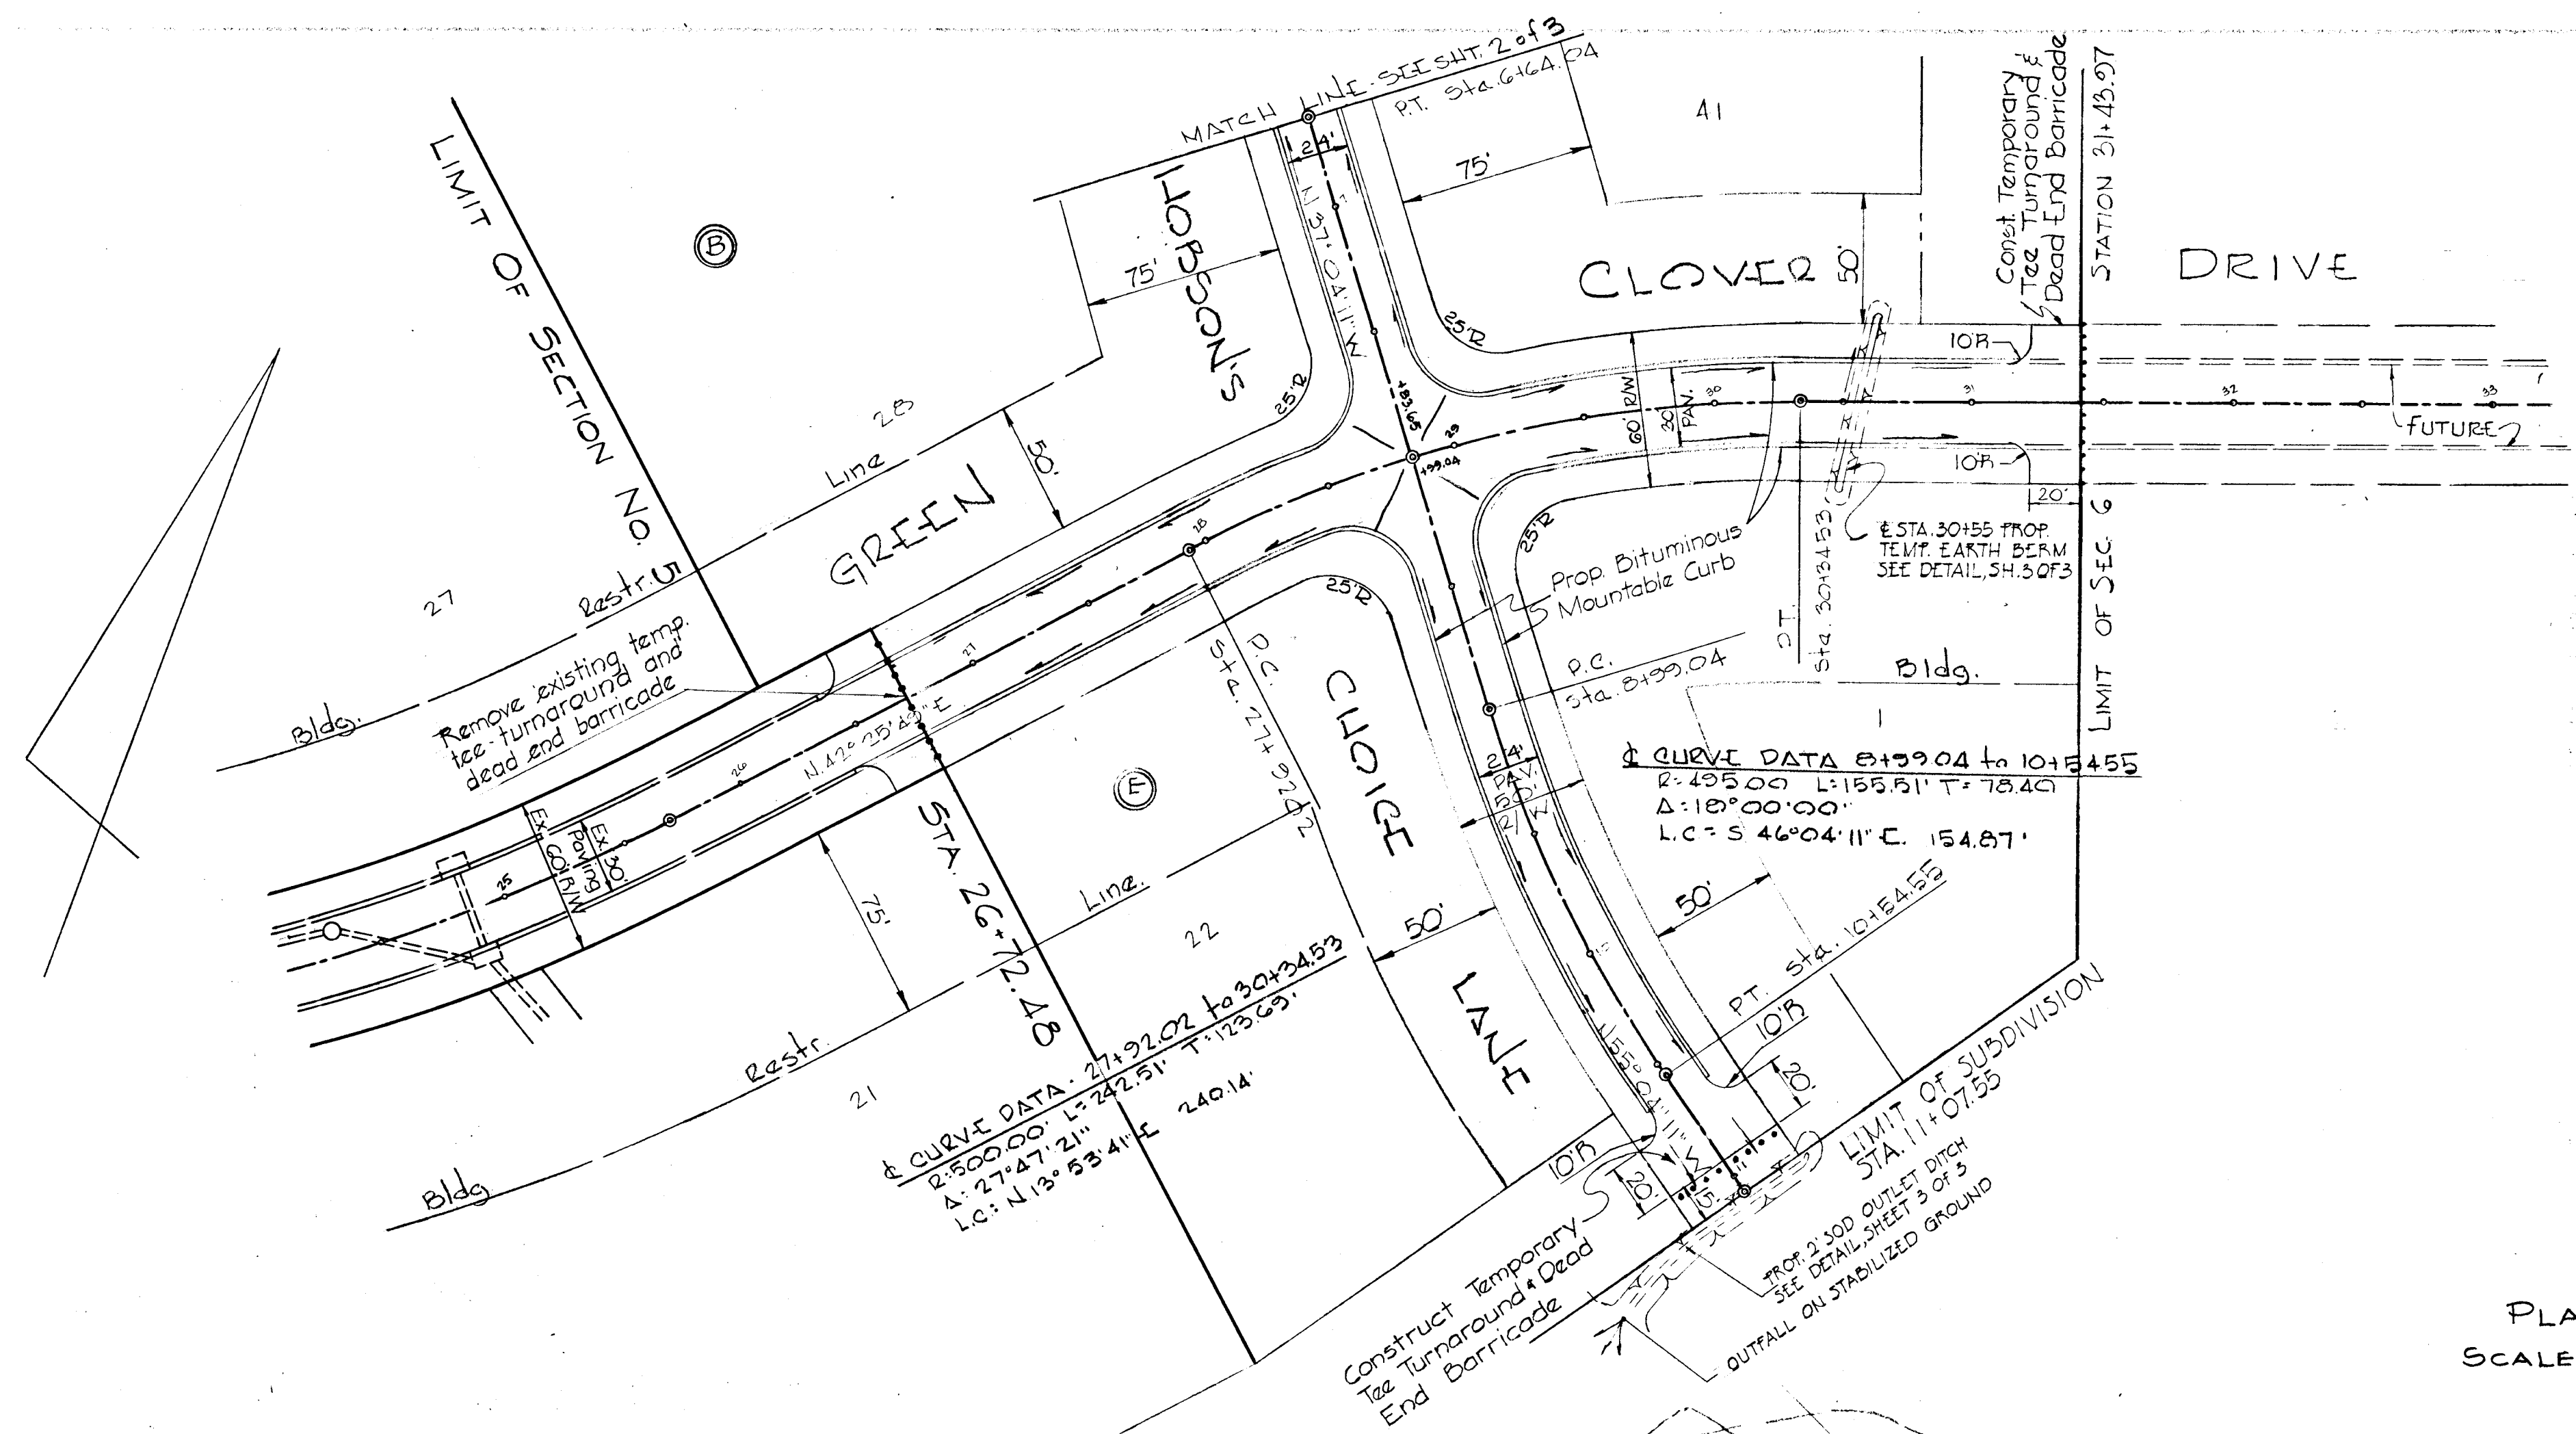 MATCH LINE - SEE SHT. 2 of 3
P.T. Sta. 6+64.04
LIMIT OF SECTION NO. 5
B
HOBSON'S
24'
N 37° 04' 11" W
75'
75'
41
CLOVER
50'
Const. Temporary
Tee Turnaround &
Dead End Barricade
STATION 31+43.97
DRIVE
25'R
25'R
10'R
10'R
20'
+83.65
29
+99.04
60' R/W
30'
PAV.
30
31
32
33
FUTURE
28
Line
50'
GREEN
27
Restr.
Bldg.
Remove existing temp.
tee-turnaround and
dead end barricade
28
27
26
25
N. 42° 25' 43" E
Ex. 30'
Paving
Ex. 60' R/W
25'R
25'R
Prop. Bituminous
Mountable Curb
P.T.
Sta. 30+34.53
℄ STA. 30+55 PROP.
TEMP. EARTH BERM
SEE DETAIL, SH. 3 OF 3
LIMIT OF SEC. 6
P.C.
Sta. 27+92.02
P.C.
Sta. 8+99.04
Bldg.
1
CHOICE
E
24'
PAV.
50'
R/W
℄ CURVE DATA 8+99.04 to 10+54.55
R=495.00 L=155.51' T=78.40
Δ=18°00'00"
L.C.= S 46°04'11" E. 154.87'
STA. 26+72.48
75'
Line.
22
50'
50'
P.T. Sta. 10+54.55
LANE
Restr.
21
Bldg
℄ CURVE DATA. 27+92.02 to 30+34.53
R=500.00' L=242.51' T=123.69'
Δ=27°47'21"
L.C.= N 13°53'41" E 240.14'
N 55° 04' 11" W
10'R
20'
10'R
20'
5'
LIMIT OF SUBDIVISION
STA. 11+07.55
PROP. 2' SOD OUTLET DITCH
SEE DETAIL, SHEET 3 OF 3
OUTFALL ON STABILIZED GROUND
Construct Temporary
Tee Turnaround & Dead
End Barricade
PLA
SCALE